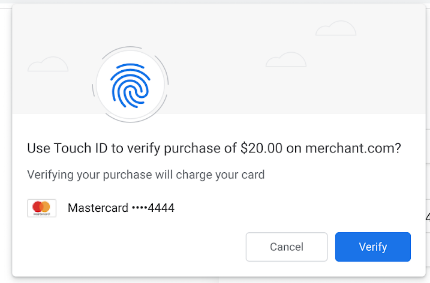 Use Touch ID to verify purchase of $20.00 on merchant.com?
Verifying your purchase will charge your card
Mastercard ••••4444
Cancel
Verify